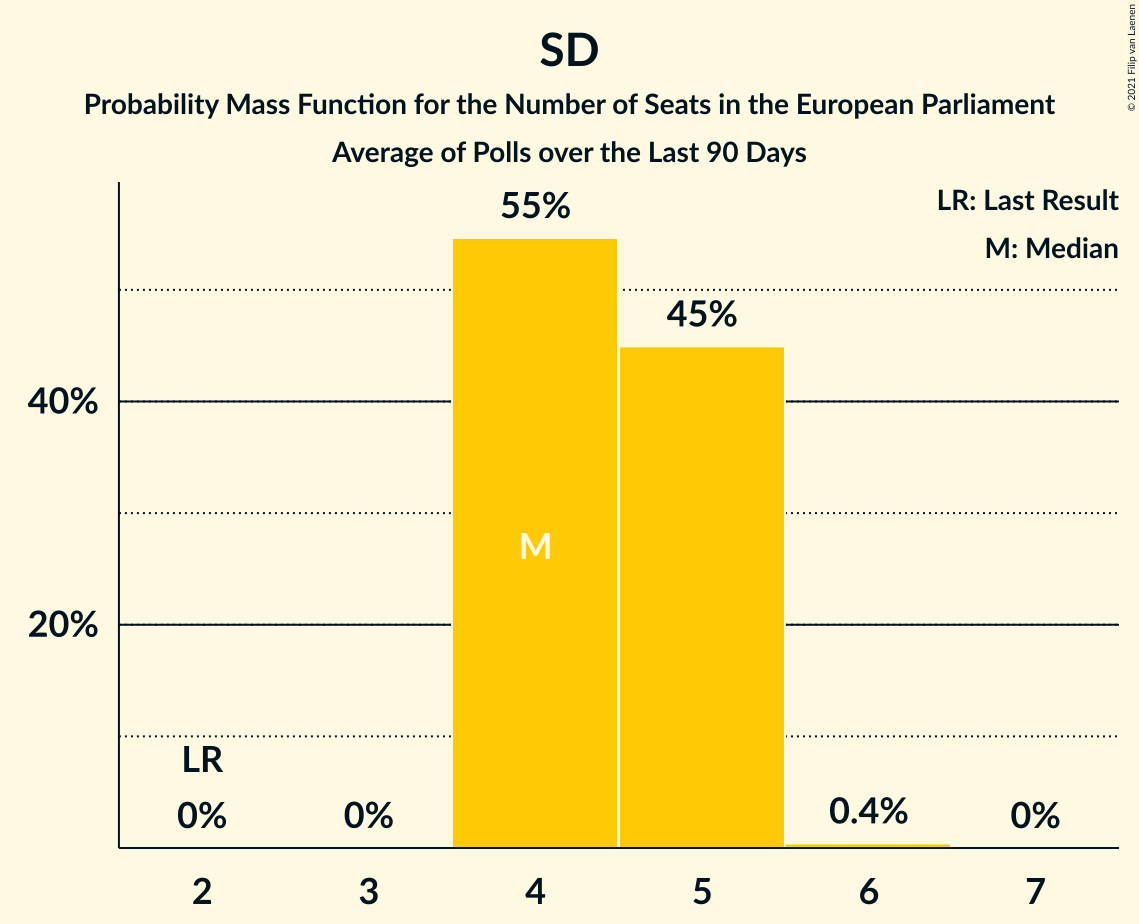 SD
Probability Mass Function for the Number of Seats in the European Parliament
Average of Polls over the Last 90 Days
© 2021 Filip van Laenen
LR: Last Result
M: Median
55%
45%
40%
M
20%
LR
0%
0%
0.4%
0%
2 3 4 5 6 7